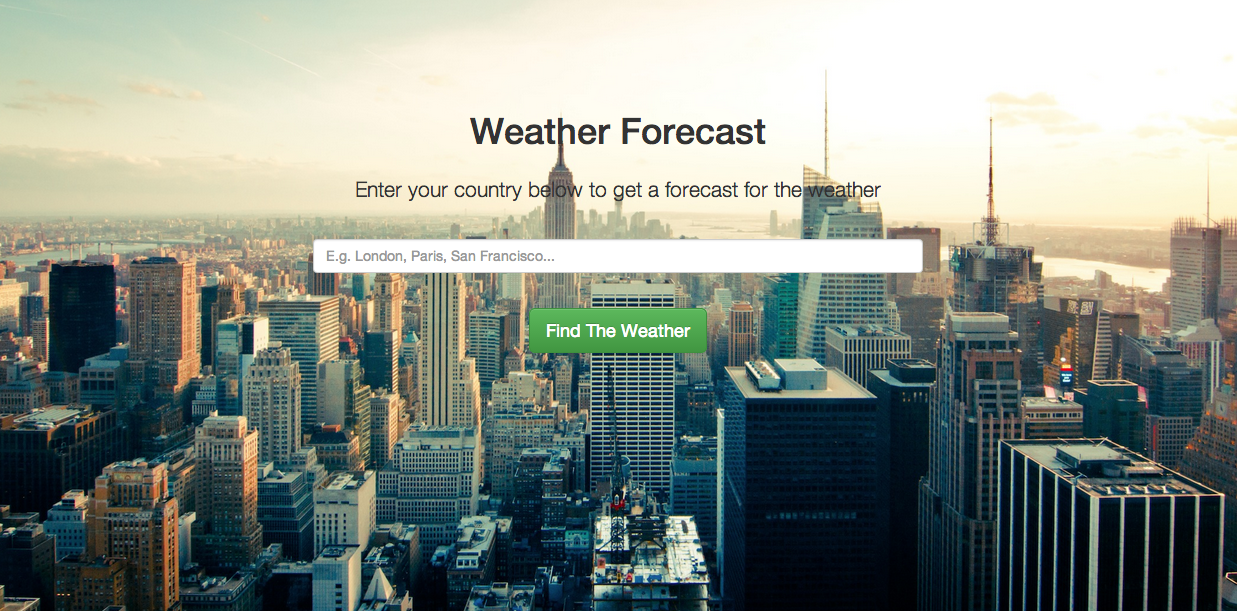 Weather Forecast
Enter your country below to get a forecast for the weather
E.g. London, Paris, San Francisco...
Find The Weather